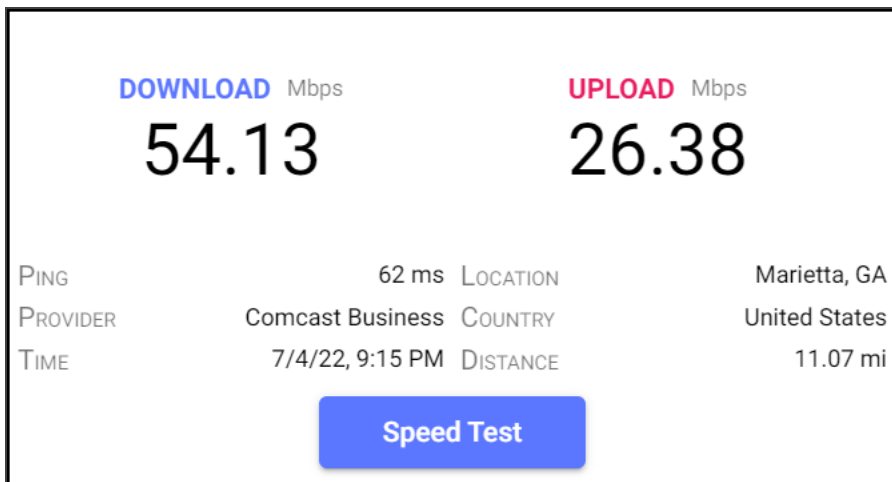 DOWNLOAD Mbps UPLOAD Mbps
54.13 26.38
PING 62 ms LOCATION Marietta, GA
PROVIDER Comcast Business COUNTRY United States
TIME 7/4/22, 9:15 PM DISTANCE 11.07 mi
Speed Test